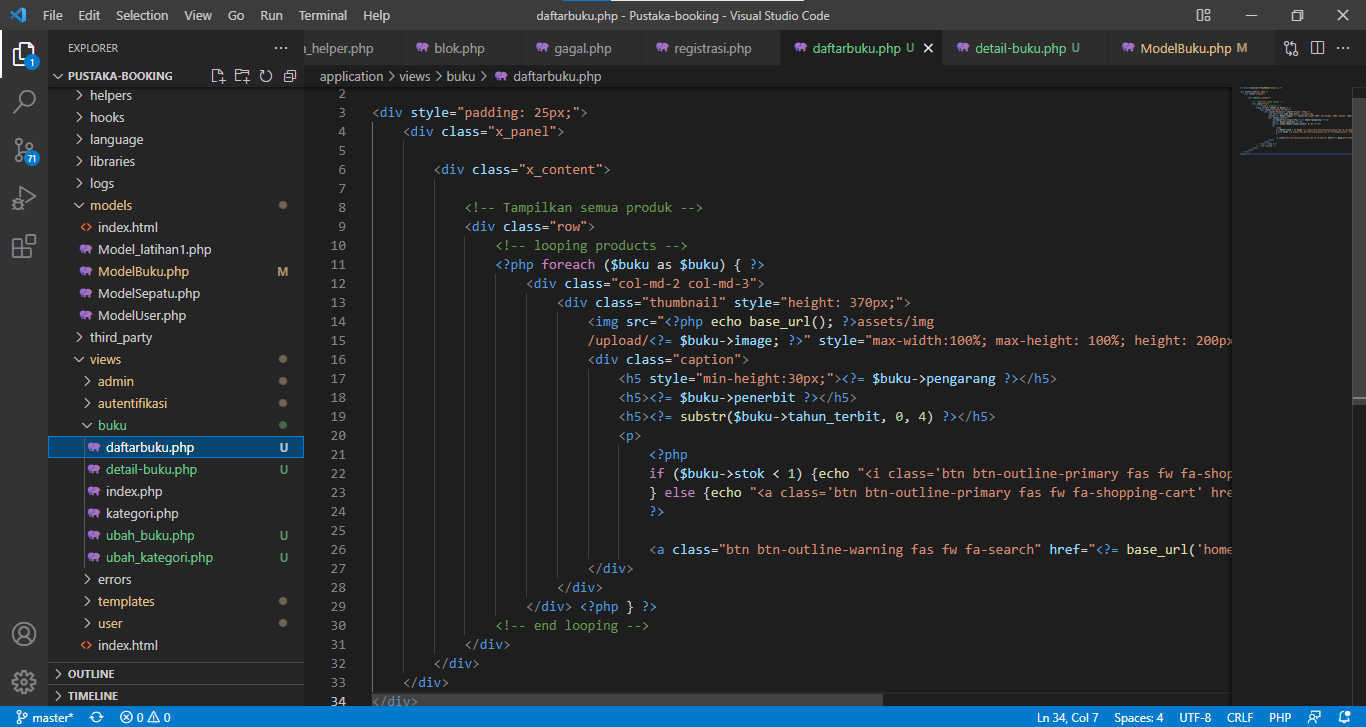 File Edit Selection View Go Run Terminal Help
daftarbuku.php - Pustaka-booking - Visual Studio Code
EXPLORER
_helper.php blok.php gagal.php registrasi.php daftarbuku.php U detail-buku.php U ModelBuku.php M
PUSTAKA-BOOKING
application > views > buku > daftarbuku.php
helpers
hooks
language
libraries
logs
models
index.html
Model_latihan1.php
ModelBuku.php M
ModelSepatu.php
ModelUser.php
third_party
views
admin
autentifikasi
buku
daftarbuku.php U
detail-buku.php U
index.php
kategori.php
ubah_buku.php U
ubah_kategori.php U
errors
templates
user
index.html
OUTLINE
TIMELINE
1
71
2
3 <div style="padding: 25px;">
4 <div class="x_panel">
5
6 <div class="x_content">
7
8 <!-- Tampilkan semua produk -->
9 <div class="row">
10 <!-- looping products -->
11 <?php foreach ($buku as $buku) { ?>
12 <div class="col-md-2 col-md-3">
13 <div class="thumbnail" style="height: 370px;">
14 <img src="<?php echo base_url(); ?>assets/img
15 /upload/<?= $buku->image; ?>" style="max-width:100%; max-height: 100%; height: 200px
16 <div class="caption">
17 <h5 style="min-height:30px;"><?= $buku->pengarang ?></h5>
18 <h5><?= $buku->penerbit ?></h5>
19 <h5><?= substr($buku->tahun_terbit, 0, 4) ?></h5>
20 <p>
21 <?php
22 if ($buku->stok < 1) {echo "<i class='btn btn-outline-primary fas fw fa-shop
23 } else {echo "<a class='btn btn-outline-primary fas fw fa-shopping-cart' hre
24 ?>
25
26 <a class="btn btn-outline-warning fas fw fa-search" href="<?= base_url('home
27 </div>
28 </div>
29 </div> <?php } ?>
30 <!-- end looping -->
31 </div>
32 </div>
33 </div>
34 </div>
master* 0 0 Ln 34, Col 7 Spaces: 4 UTF-8 CRLF PHP